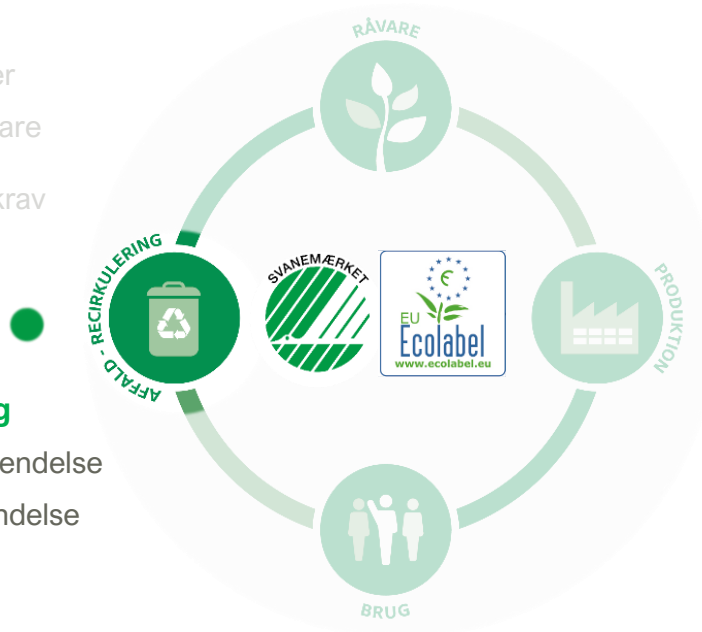 RÅVARE
er
are
krav
AFFALD - RECIRKULERING
SVANEMÆRKET
EU
Ecolabel
www.ecolabel.eu
PRODUKTION
g
endelse
ndelse
BRUG